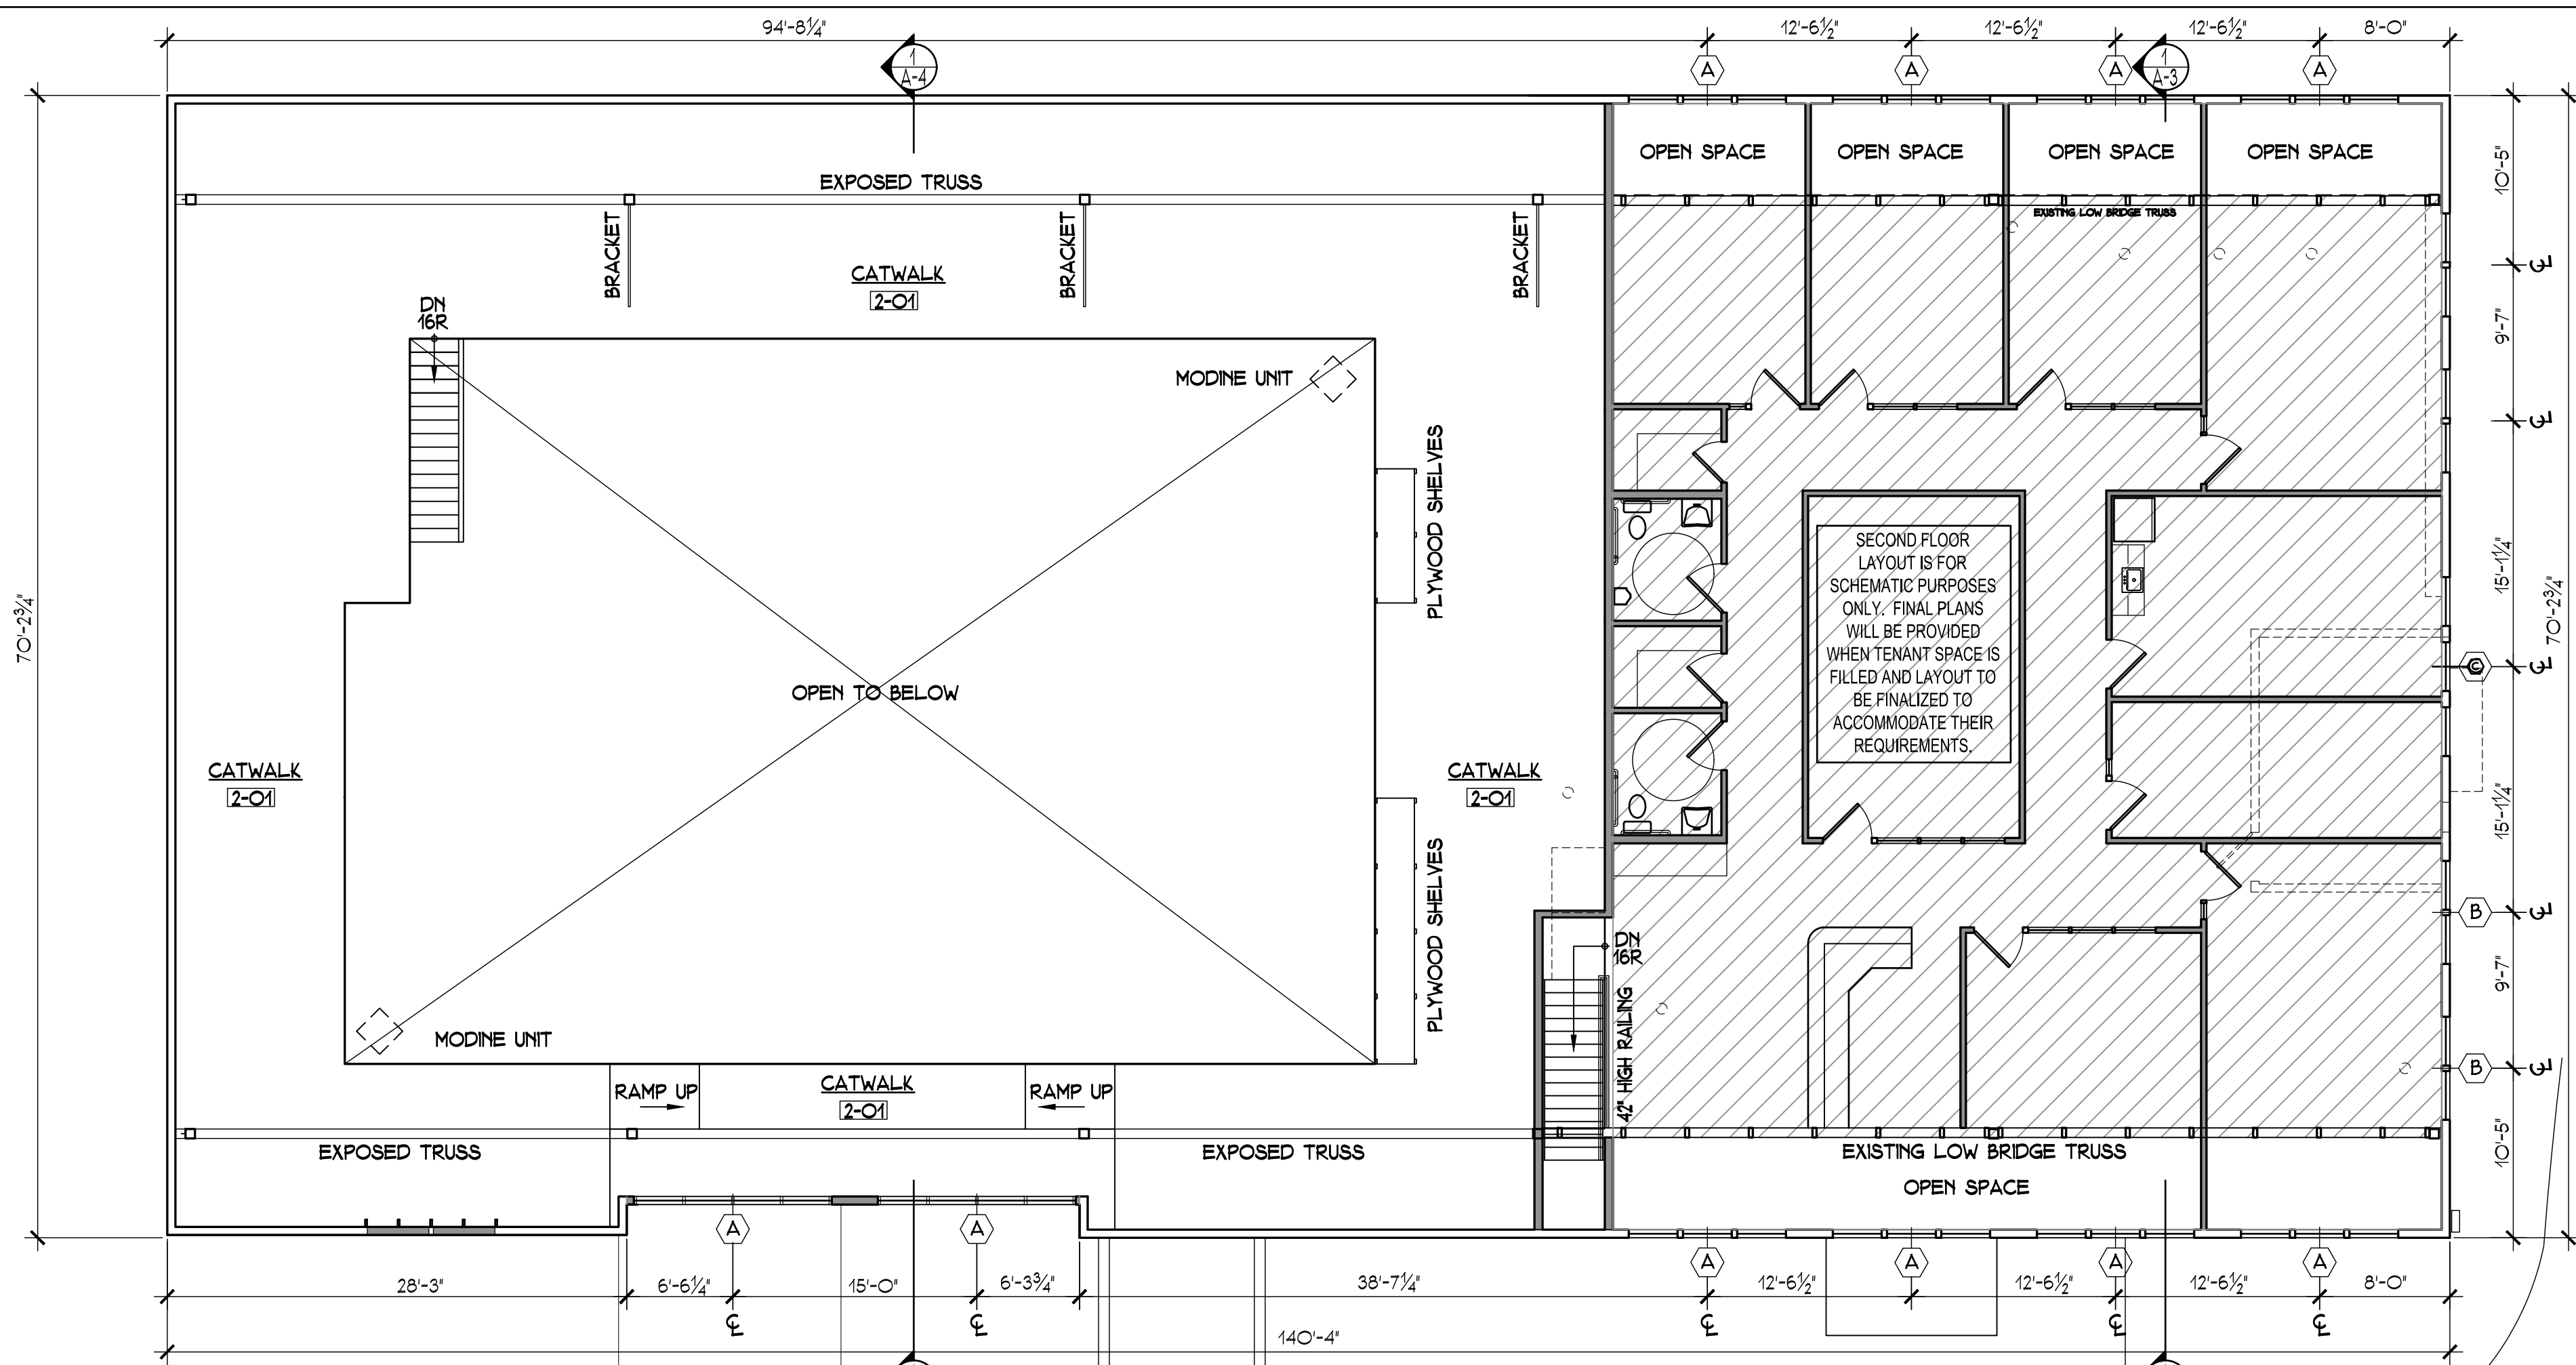 94'-8¼"
12'-6½"
12'-6½"
12'-6½"
8'-0"
1
A-4
A
A
A
1
A-3
A
OPEN SPACE
OPEN SPACE
OPEN SPACE
OPEN SPACE
10'-5"
EXPOSED TRUSS
EXISTING LOW BRIDGE TRUSS
BRACKET
BRACKET
BRACKET
CATWALK
2-01
DN
16R
9'-7"
MODINE UNIT
PLYWOOD SHELVES
SECOND FLOOR
LAYOUT IS FOR
SCHEMATIC PURPOSES
ONLY. FINAL PLANS
WILL BE PROVIDED
WHEN TENANT SPACE IS
FILLED AND LAYOUT TO
BE FINALIZED TO
ACCOMMODATE THEIR
REQUIREMENTS.
15'-1¼"
70'-2¾"
70'-2¾"
C
OPEN TO BELOW
CATWALK
2-01
CATWALK
2-01
15'-1¼"
PLYWOOD SHELVES
B
DN
16R
42" HIGH RAILING
9'-7"
MODINE UNIT
B
RAMP UP
CATWALK
2-01
RAMP UP
EXPOSED TRUSS
EXPOSED TRUSS
EXISTING LOW BRIDGE TRUSS
10'-5"
OPEN SPACE
A
A
A
A
A
A
28'-3"
6'-6¼"
15'-0"
6'-3¾"
38'-7¼"
12'-6½"
12'-6½"
12'-6½"
8'-0"
140'-4"